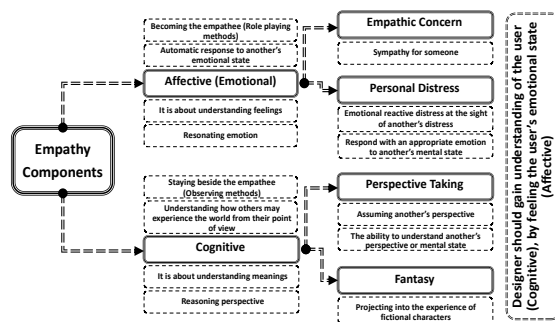 Becoming the empathee (Role playing
methods)
Automatic response to another's
emotional state
Affective (Emotional)
It is about understanding feelings
Resonating emotion
Empathic Concern
Sympathy for someone
Personal Distress
Emotional reactive distress at the sight
of another's distress
Respond with an appropriate emotion
to another's mental state
Empathy
Components
Staying beside the empathee
(Observing methods)
Understanding how others may
experience the world from their point
of view
Cognitive
It is about understanding meanings
Reasoning perspective
Perspective Taking
Assuming another's perspective
The ability to understand another's
perspective or mental state
Fantasy
Projecting into the experience of
fictional characters
Designer should gain understanding of the user
(Cognitive), by feeling the user's emotional state
(Affective)